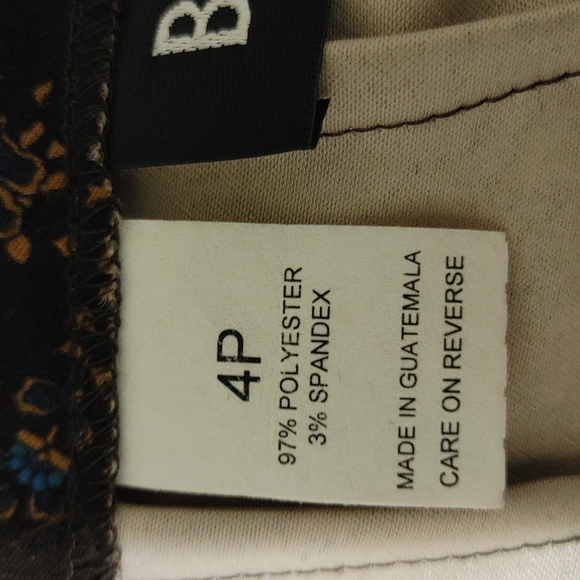 B
4P
97% POLYESTER
3% SPANDEX
MADE IN GUATEMALA
CARE ON REVERSE